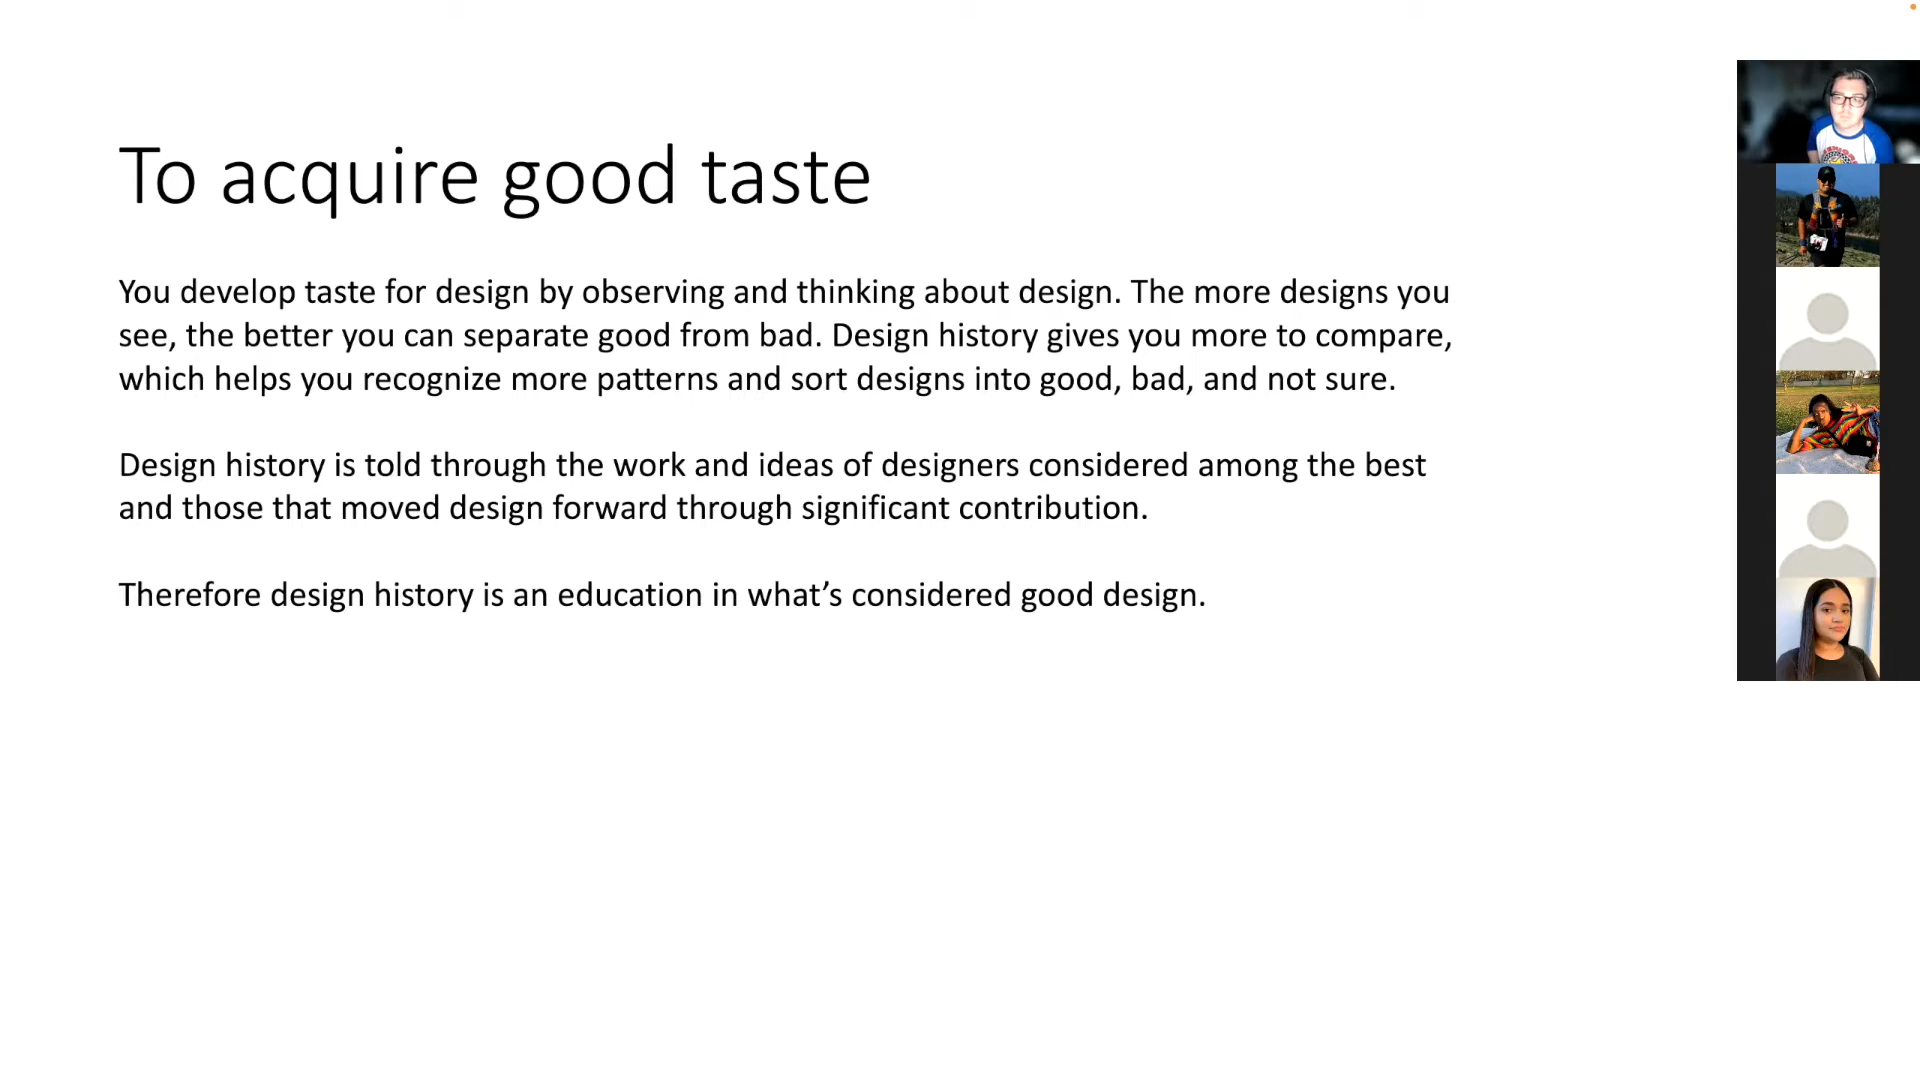 To acquire good taste
You develop taste for design by observing and thinking about design. The more designs you
see, the better you can separate good from bad. Design history gives you more to compare,
which helps you recognize more patterns and sort designs into good, bad, and not sure.
Design history is told through the work and ideas of designers considered among the best
and those that moved design forward through significant contribution.
Therefore design history is an education in what’s considered good design.